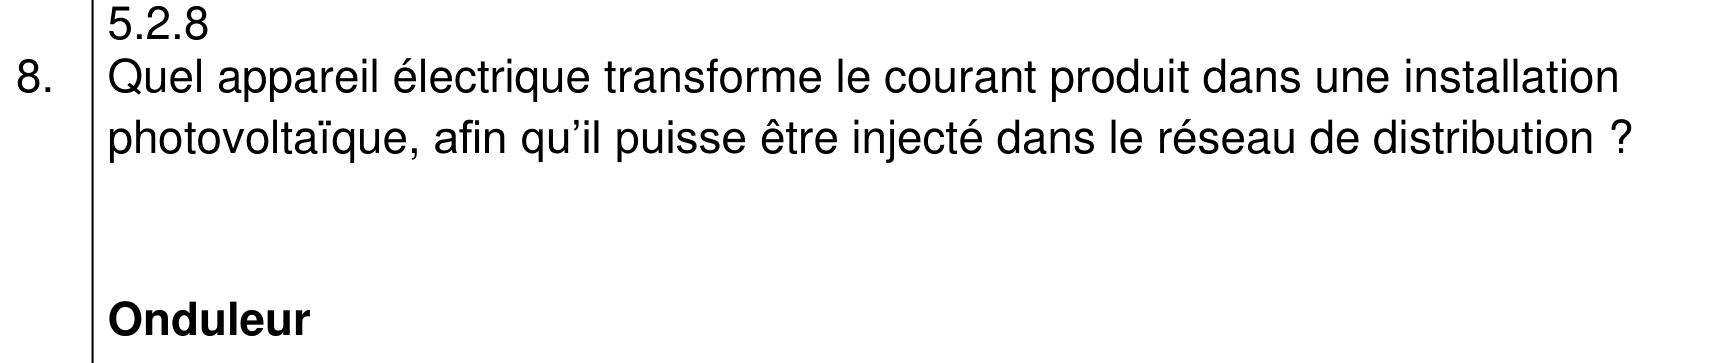 5.2.8
8. Quel appareil électrique transforme le courant produit dans une installation
photovoltaïque, afin qu’il puisse être injecté dans le réseau de distribution ?
Onduleur